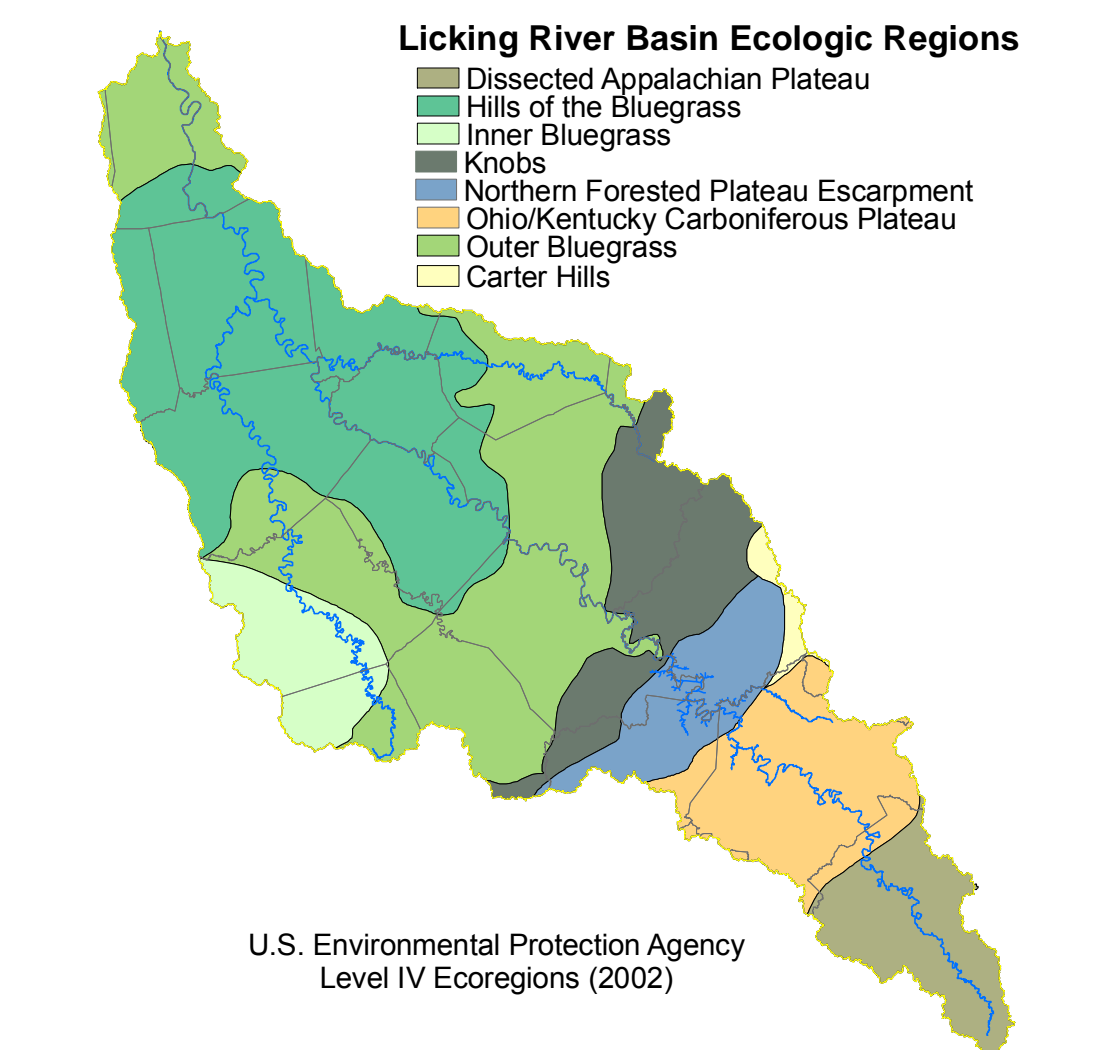 Licking River Basin Ecologic Regions
Dissected Appalachian Plateau
Hills of the Bluegrass
Inner Bluegrass
Knobs
Northern Forested Plateau Escarpment
Ohio/Kentucky Carboniferous Plateau
Outer Bluegrass
Carter Hills
U.S. Environmental Protection Agency
Level IV Ecoregions (2002)